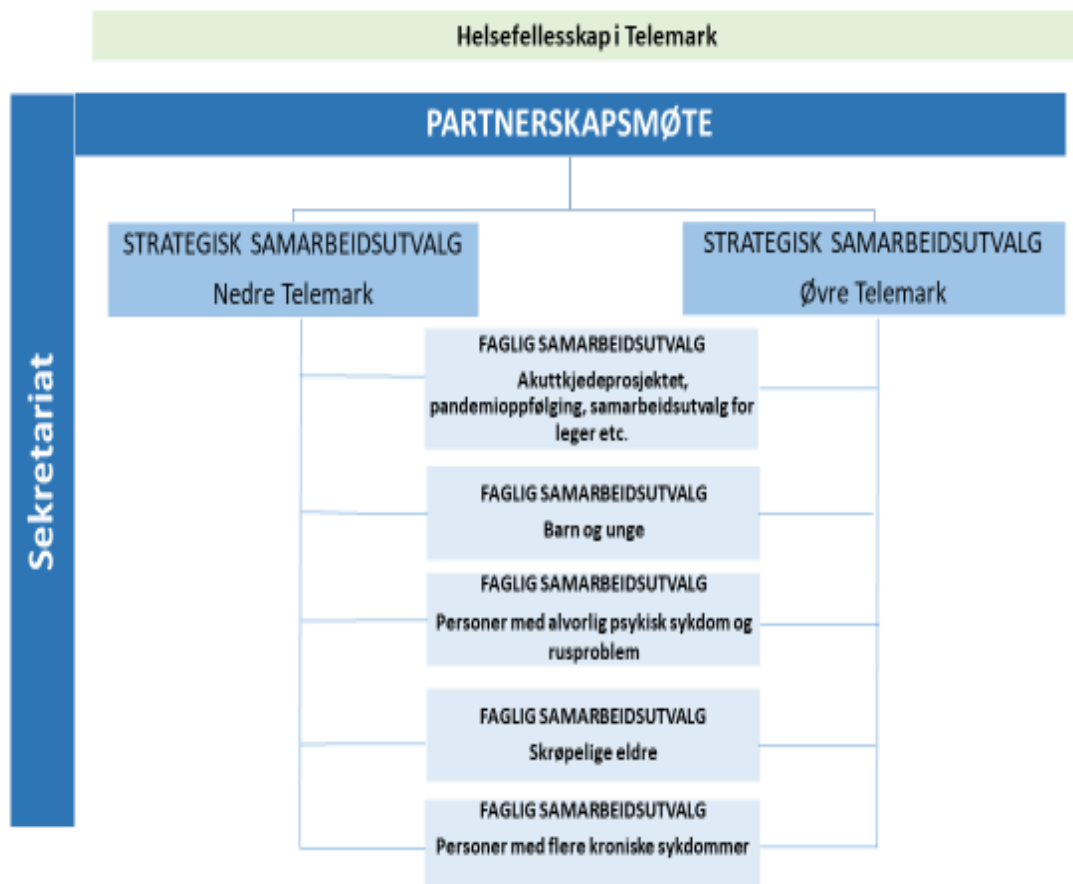 Helsefellesskap i Telemark
Sekretariat
PARTNERSKAPSMØTE
STRATEGISK SAMARBEIDSUTVALG
Nedre Telemark
STRATEGISK SAMARBEIDSUTVALG
Øvre Telemark
FAGLIG SAMARBEIDSUTVALG
Akuttkjedeprosjektet,
pandemioppfølging, samarbeidsutvalg for
leger etc.
FAGLIG SAMARBEIDSUTVALG
Barn og unge
FAGLIG SAMARBEIDSUTVALG
Personer med alvorlig psykisk sykdom og
rusproblem
FAGLIG SAMARBEIDSUTVALG
Skrøpelige eldre
FAGLIG SAMARBEIDSUTVALG
Personer med flere kroniske sykdommer